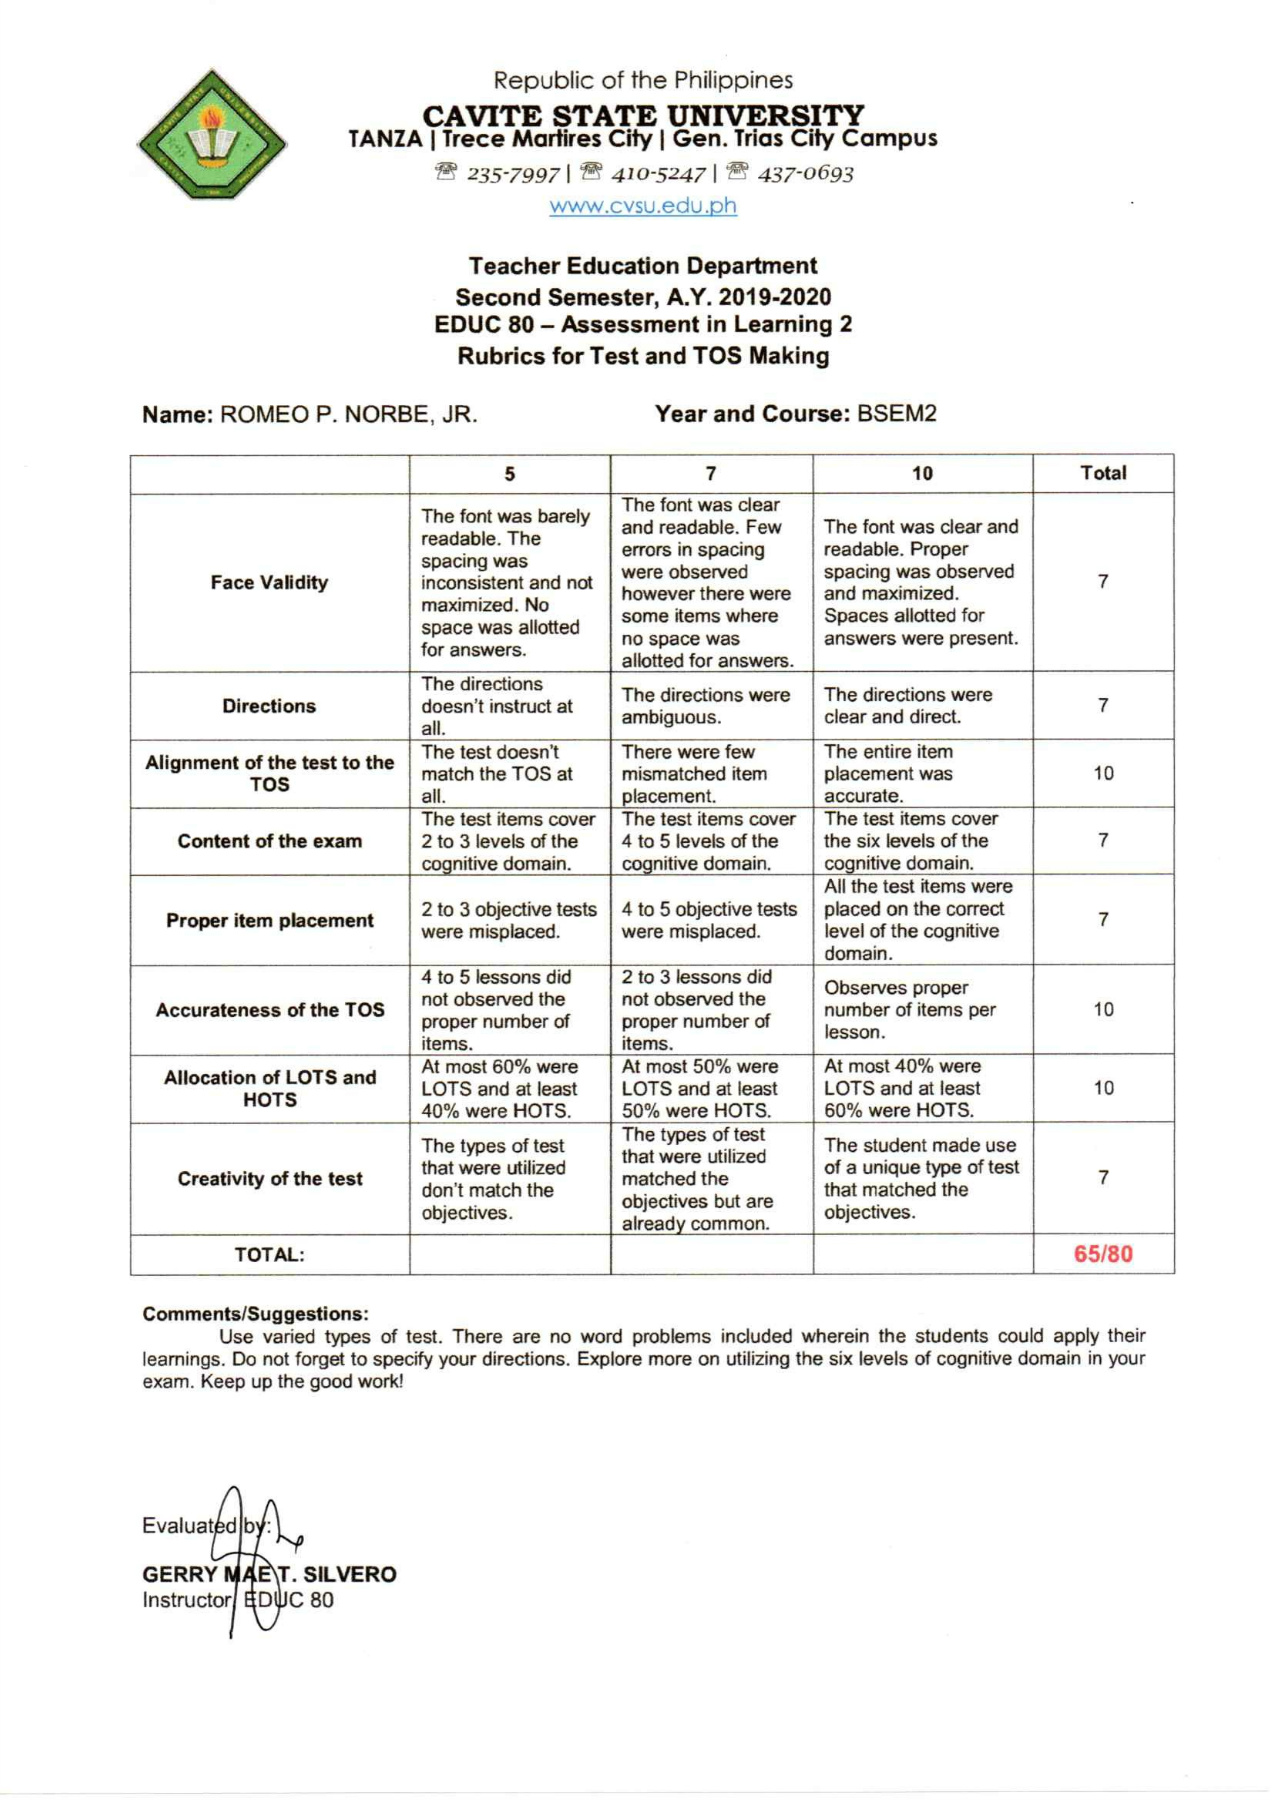 Republic of the Philippines
CAVITE STATE UNIVERSITY
TANZA | Trece Martires City | Gen. Trias City Campus
☏ 235-7997 | ☏ 410-5247 | ☏ 437-0693
www.cvsu.edu.ph
Teacher Education Department
Second Semester, A.Y. 2019-2020
EDUC 80 – Assessment in Learning 2
Rubrics for Test and TOS Making
Name: ROMEO P. NORBE, JR. Year and Course: BSEM2
5 7 10 Total
Face Validity
The font was barely
readable. The
spacing was
inconsistent and not
maximized. No
space was allotted
for answers.
The font was clear
and readable. Few
errors in spacing
were observed
however there were
some items where
no space was
allotted for answers.
The font was clear and
readable. Proper
spacing was observed
and maximized.
Spaces allotted for
answers were present.
7
Directions
The directions
doesn't instruct at
all.
The directions were
ambiguous.
The directions were
clear and direct.
7
Alignment of the test to the
TOS
The test doesn't
match the TOS at
all.
There were few
mismatched item
placement.
The entire item
placement was
accurate.
10
Content of the exam
The test items cover
2 to 3 levels of the
cognitive domain.
The test items cover
4 to 5 levels of the
cognitive domain.
The test items cover
the six levels of the
cognitive domain.
7
Proper item placement
2 to 3 objective tests
were misplaced.
4 to 5 objective tests
were misplaced.
All the test items were
placed on the correct
level of the cognitive
domain.
7
Accurateness of the TOS
4 to 5 lessons did
not observed the
proper number of
items.
2 to 3 lessons did
not observed the
proper number of
items.
Observes proper
number of items per
lesson.
10
Allocation of LOTS and
HOTS
At most 60% were
LOTS and at least
40% were HOTS.
At most 50% were
LOTS and at least
50% were HOTS.
At most 40% were
LOTS and at least
60% were HOTS.
10
Creativity of the test
The types of test
that were utilized
don't match the
objectives.
The types of test
that were utilized
matched the
objectives but are
already common.
The student made use
of a unique type of test
that matched the
objectives.
7
TOTAL: 65/80
Comments/Suggestions:
Use varied types of test. There are no word problems included wherein the students could apply their
learnings. Do not forget to specify your directions. Explore more on utilizing the six levels of cognitive domain in your
exam. Keep up the good work!
Evaluated by:
GERRY MAE T. SILVERO
Instructor, EDUC 80